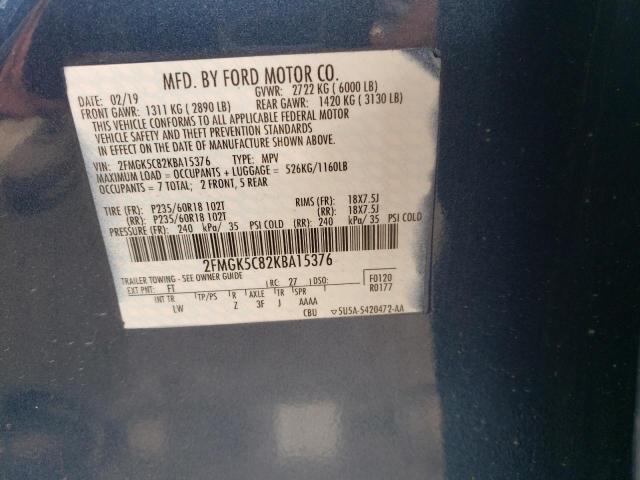 MFD. BY FORD MOTOR CO.
DATE: 02/19 GVWR: 2722 KG ( 6000 LB)
FRONT GAWR: 1311 KG ( 2890 LB) REAR GAWR: 1420 KG ( 3130 LB)
THIS VEHICLE CONFORMS TO ALL APPLICABLE FEDERAL MOTOR
VEHICLE SAFETY AND THEFT PREVENTION STANDARDS
IN EFFECT ON THE DATE OF MANUFACTURE SHOWN ABOVE.
VIN: 2FMGK5C82KBA15376 TYPE: MPV
MAXIMUM LOAD = OCCUPANTS + LUGGAGE = 526KG/1160LB
OCCUPANTS = 7 TOTAL; 2 FRONT, 5 REAR
TIRE (FR): P235/60R18 102T RIMS (FR): 18X7.5J
(RR): P235/60R18 102T (RR): 18X7.5J
PRESSURE (FR): 240 kPa/ 35 PSI COLD (RR): 240 kPa/ 35 PSI COLD
2FMGK5C82KBA15376
TRAILER TOWING - SEE OWNER GUIDE
EXT PNT: FT RC: 27 DSO: F0120
R0177
INT TR TP/PS R AXLE TR SPR
LW Z 3F J AAAA
CBU ▽5U5A-5420472-AA